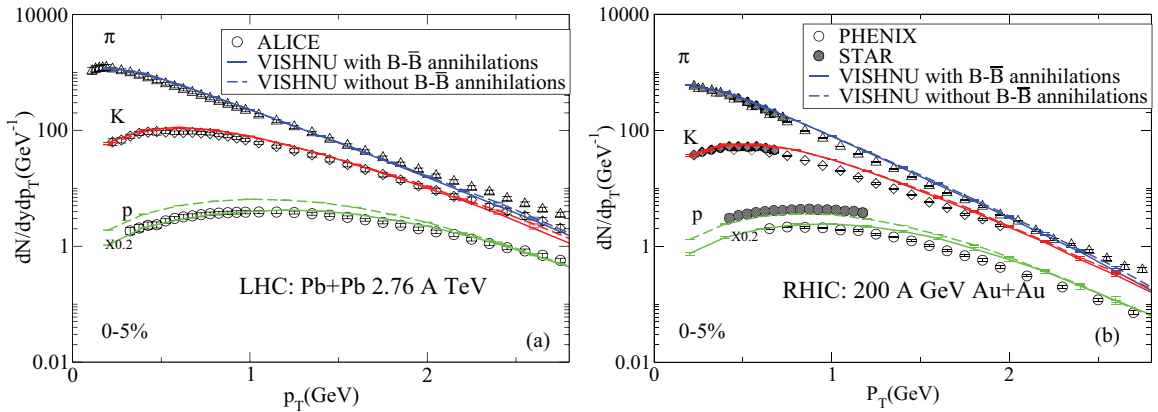 10000
100
1
0.01
dN/dydp_T(GeV^-1)
π
K
p
X0.2
ALICE
VISHNU with B-B̅ annihilations
VISHNU without B-B̅ annihilations
LHC: Pb+Pb 2.76 A TeV
0-5%
(a)
0
1
2
p_T(GeV)
10000
100
1
0.01
dN/dp_T(GeV^-1)
π
K
p
X0.2
PHENIX
STAR
VISHNU with B-B̅ annihilations
VISHNU without B-B̅ annihilations
RHIC: 200 A GeV Au+Au
0-5%
(b)
0
1
2
P_T(GeV)